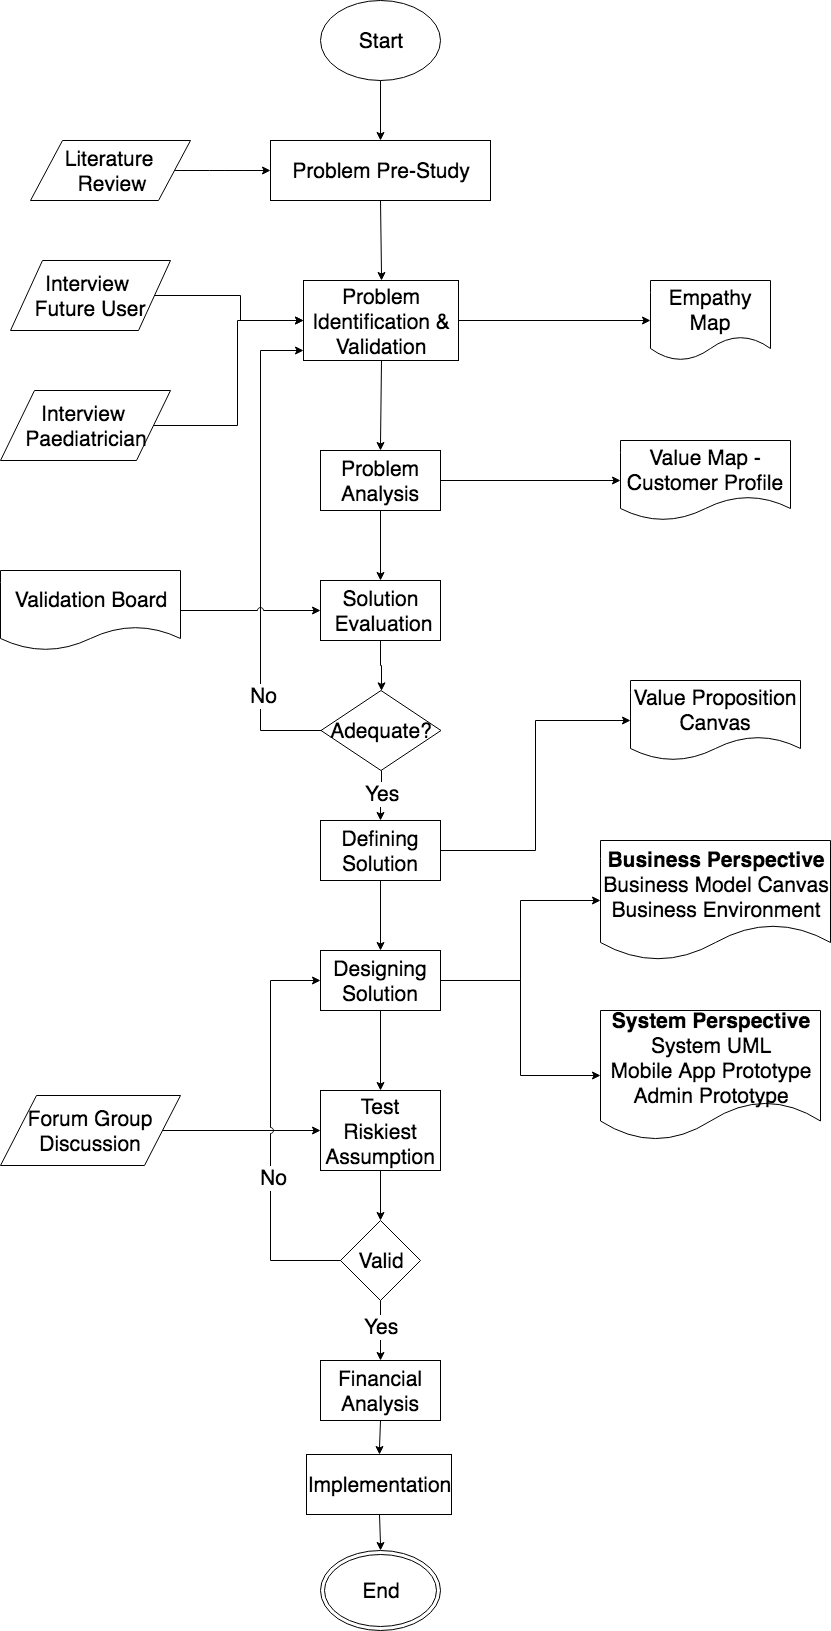 Start
Literature
Review
Problem Pre-Study
Interview
Future User
Problem
Identification &
Validation
Empathy
Map
Interview
Paediatrician
Problem
Analysis
Value Map -
Customer Profile
Validation Board
Solution
Evaluation
No
Adequate?
Value Proposition
Canvas
Yes
Defining
Solution
Business Perspective
Business Model Canvas
Business Environment
Designing
Solution
System Perspective
System UML
Mobile App Prototype
Admin Prototype
Forum Group
Discussion
Test
Riskiest
Assumption
No
Valid
Yes
Financial
Analysis
Implementation
End